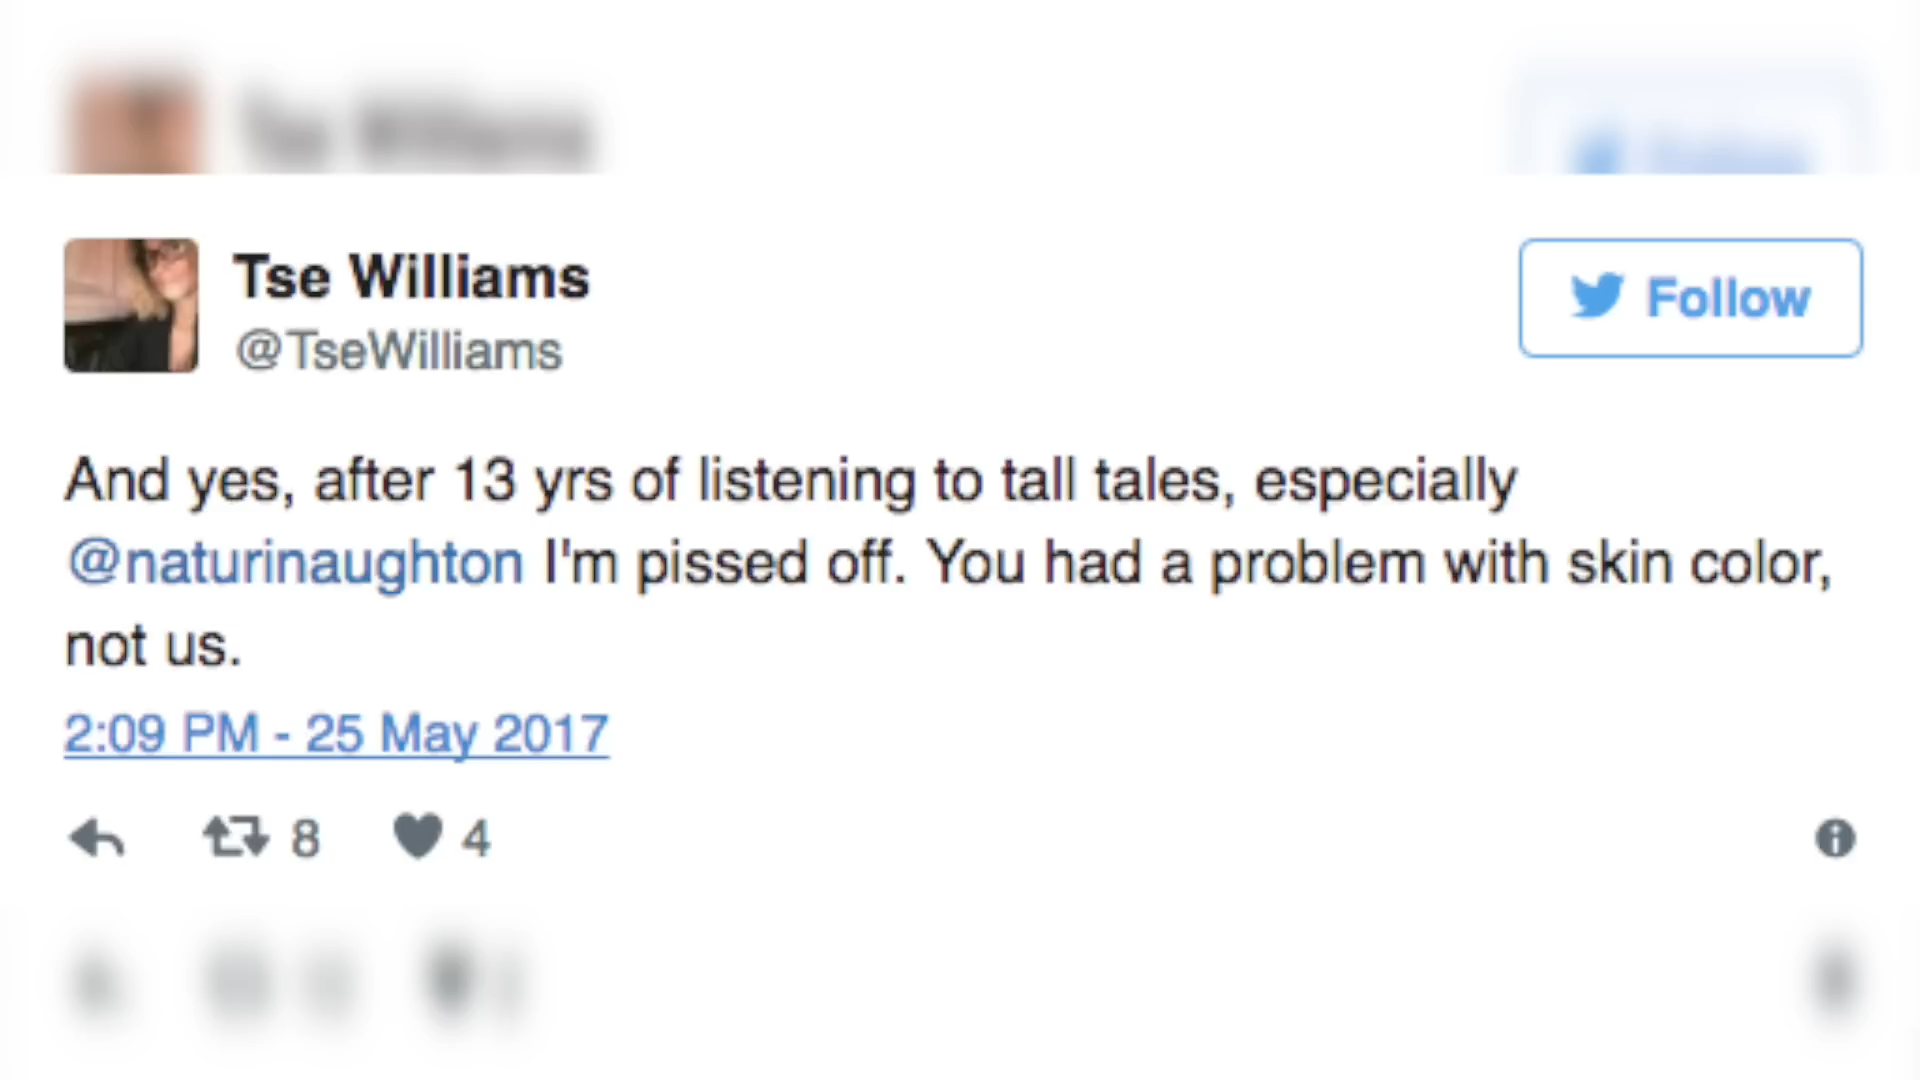 Tse Williams
@TseWilliams
Follow
And yes, after 13 yrs of listening to tall tales, especially
@naturinaughton I'm pissed off. You had a problem with skin color,
not us.
2:09 PM - 25 May 2017
8 4